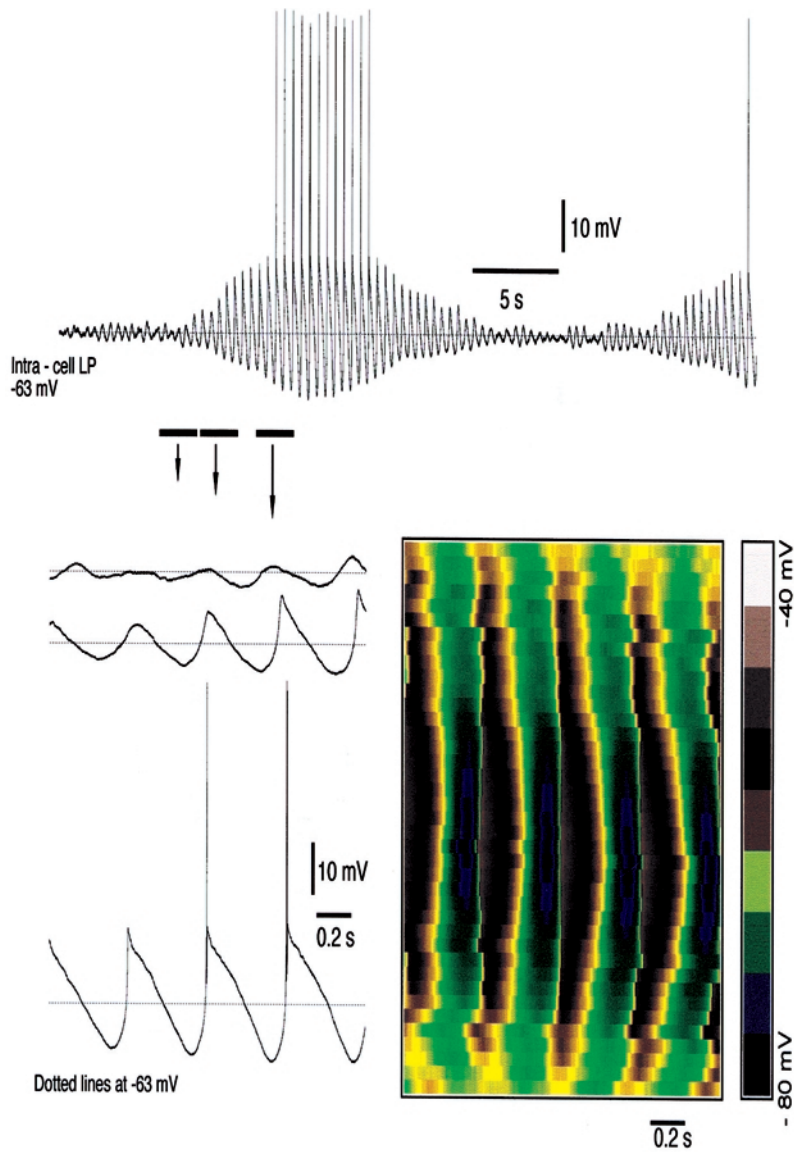 10 mV
5 s
Intra - cell LP
-63 mV
-40 mV
10 mV
0.2 s
Dotted lines at -63 mV
- 80 mV
0.2 s